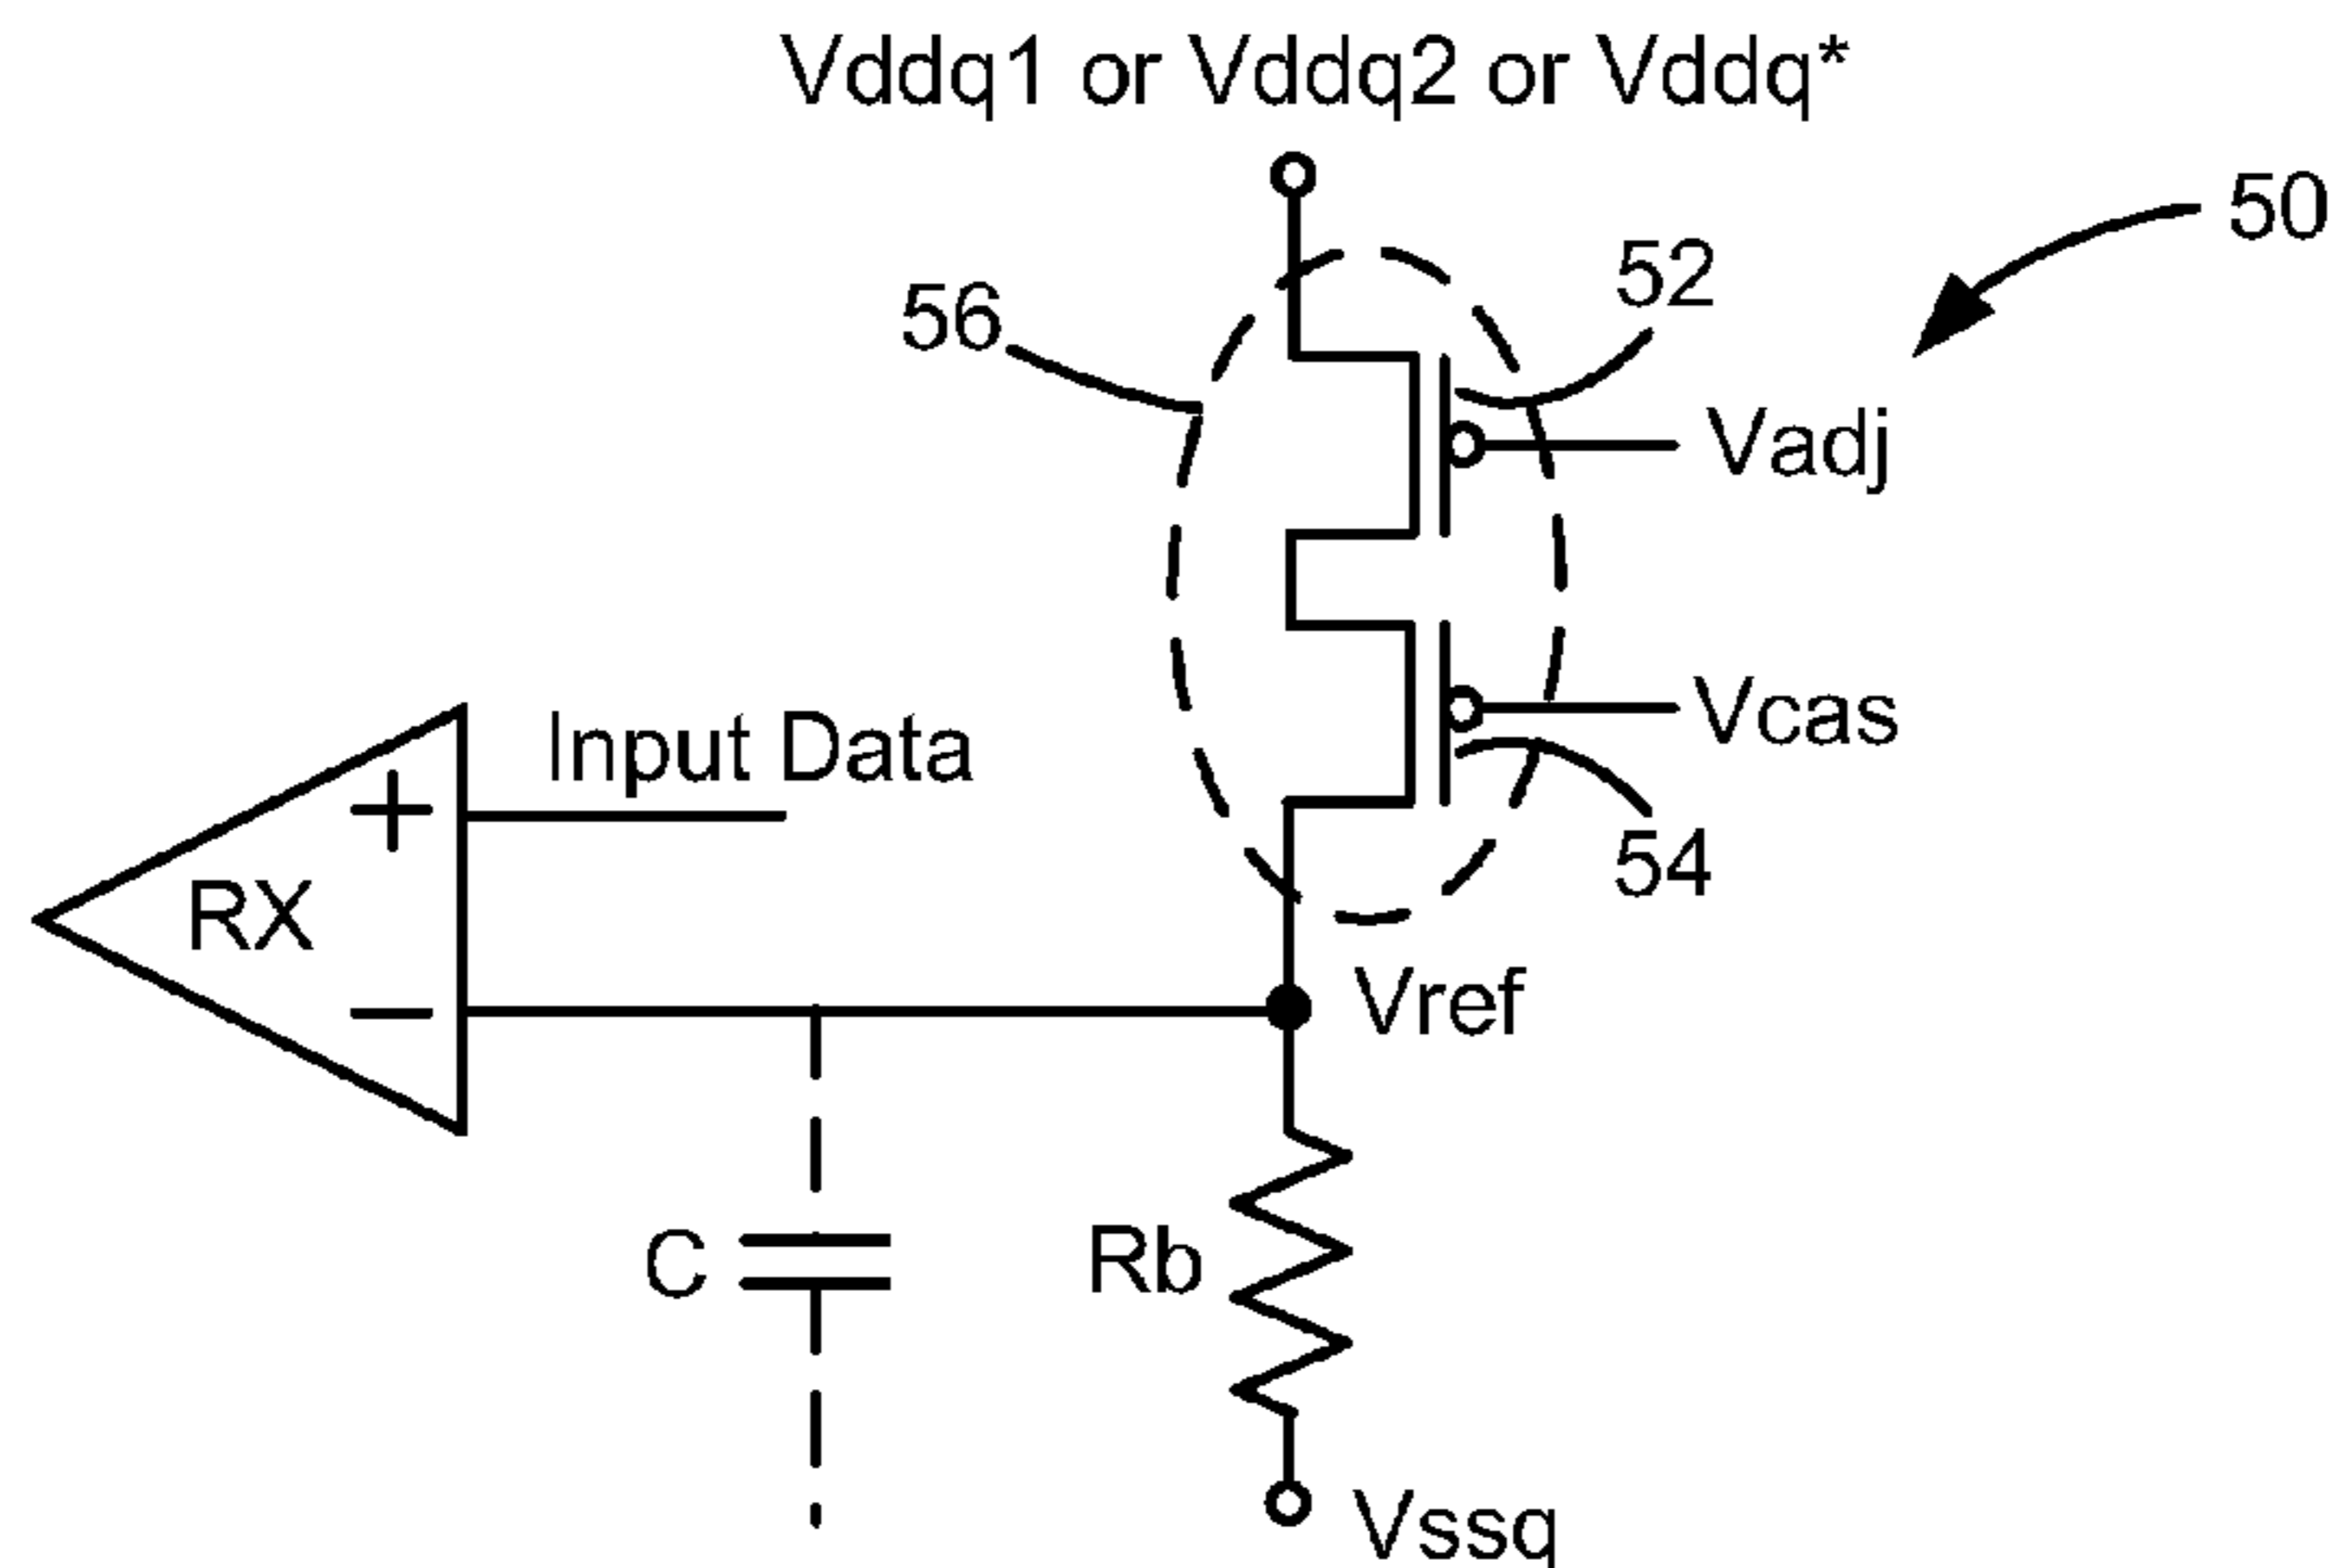 Vddq1 or Vddq2 or Vddq*
50
52
56
Vadj
Vcas
Input Data
+
54
RX
Vref
−
C
Rb
Vssq